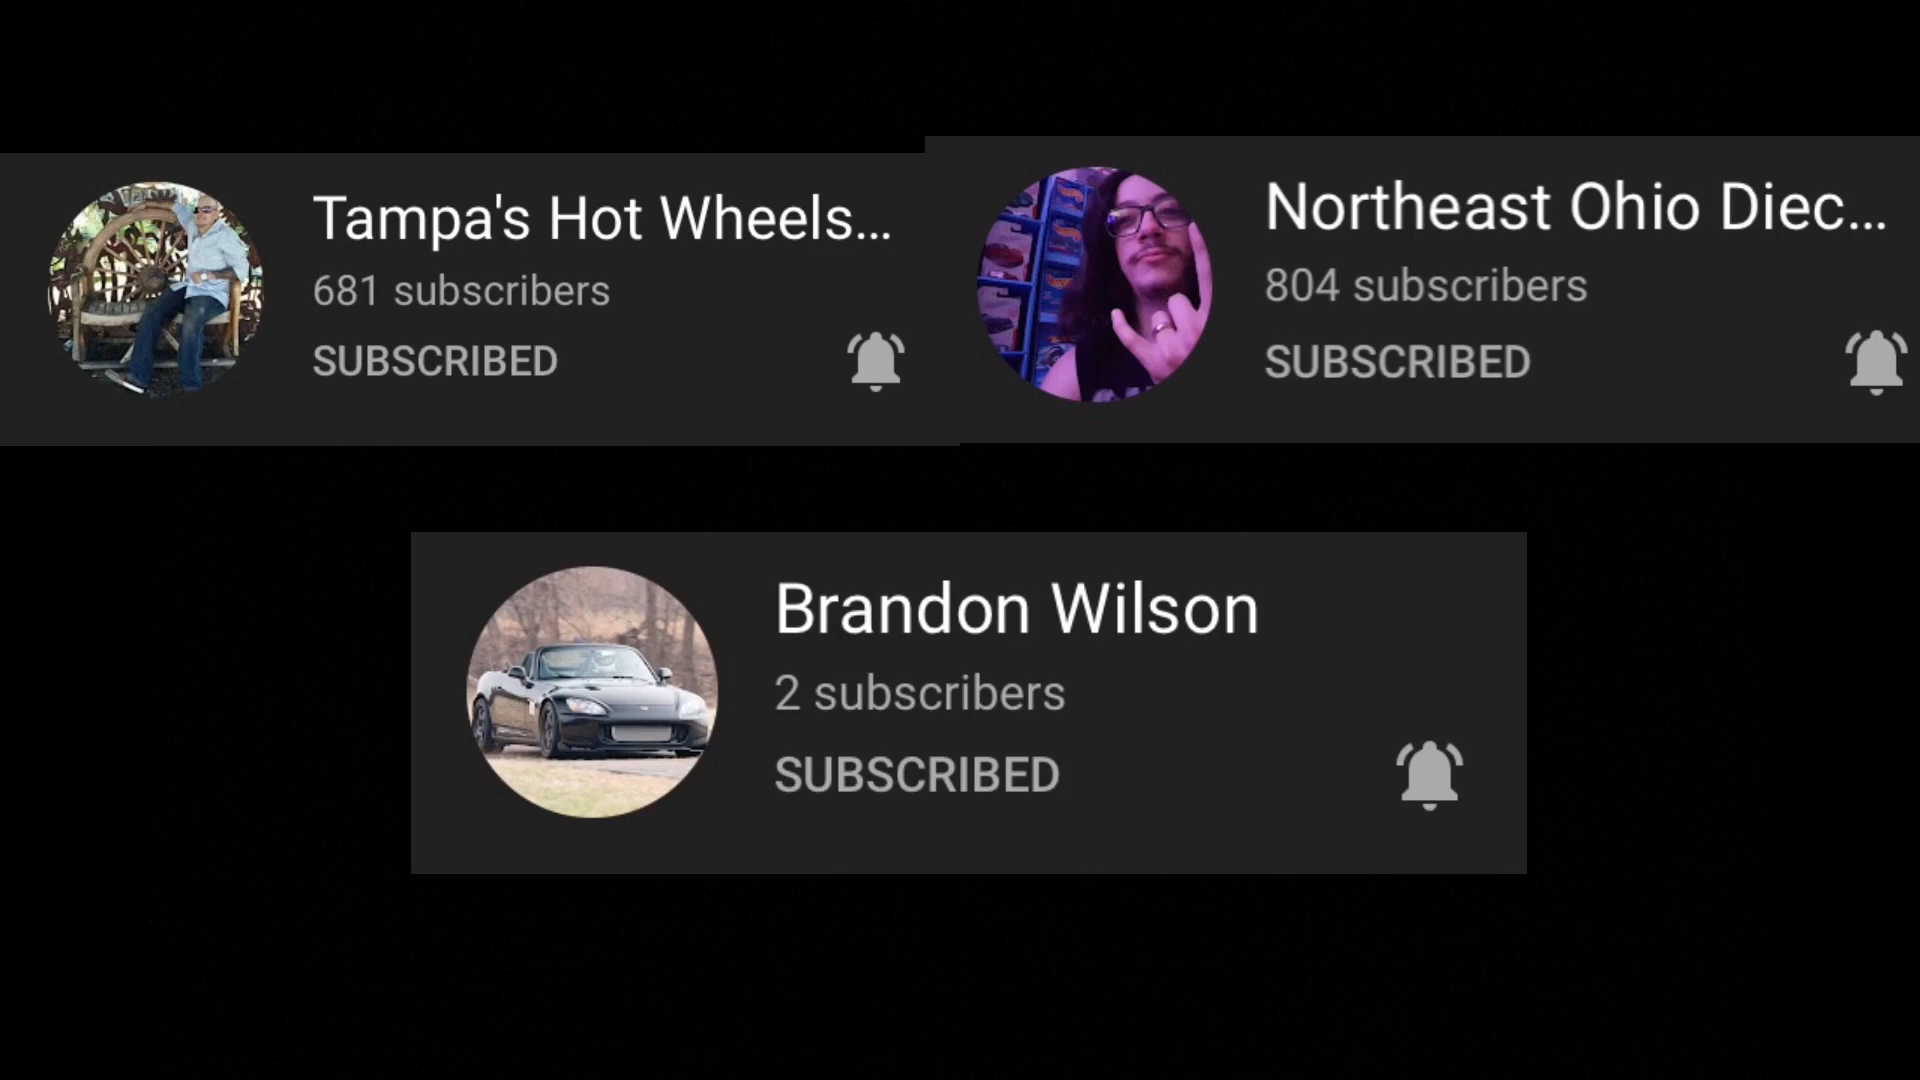 Tampa's Hot Wheels...
681 subscribers
SUBSCRIBED
Northeast Ohio Diec...
804 subscribers
SUBSCRIBED
Brandon Wilson
2 subscribers
SUBSCRIBED